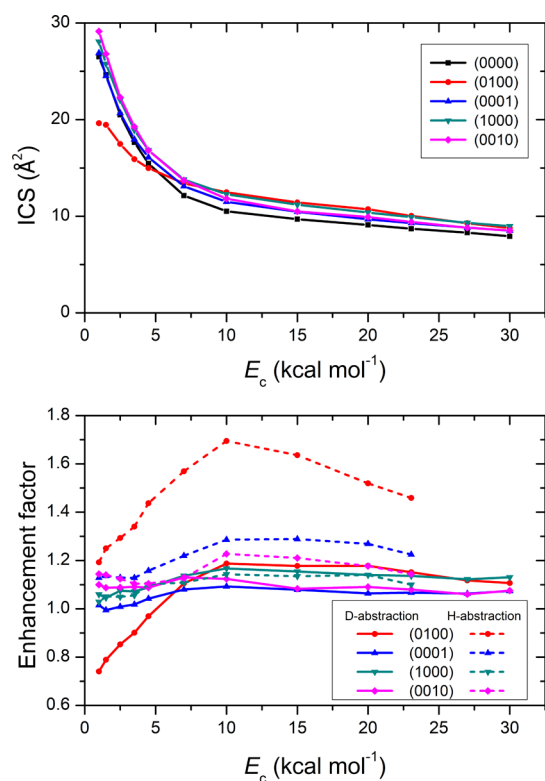 30
20
10
0
ICS (Å²)
(0000)
(0100)
(0001)
(1000)
(0010)
0 5 10 15 20 25 30
E_c (kcal mol⁻¹)
1.8
1.6
1.4
1.2
1.0
0.8
0.6
Enhancement factor
D-abstraction H-abstraction
(0100)
(0001)
(1000)
(0010)
0 5 10 15 20 25 30
E_c (kcal mol⁻¹)